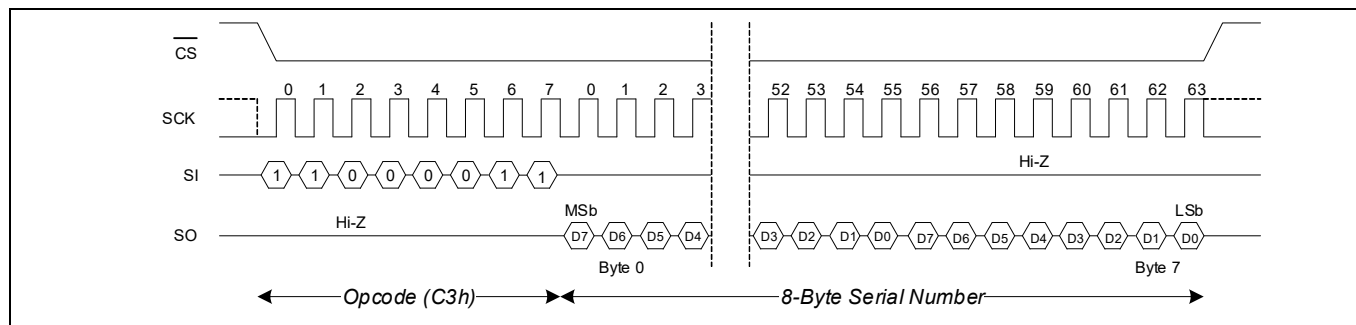 CS
0 1 2 3 4 5 6 7 0 1 2 3 52 53 54 55 56 57 58 59 60 61 62 63
SCK
Hi-Z
SI 1 1 0 0 0 0 1 1
Hi-Z MSb LSb
SO D7 D6 D5 D4 D3 D2 D1 D0 D7 D6 D5 D4 D3 D2 D1 D0
Byte 0 Byte 7
Opcode (C3h) 8-Byte Serial Number